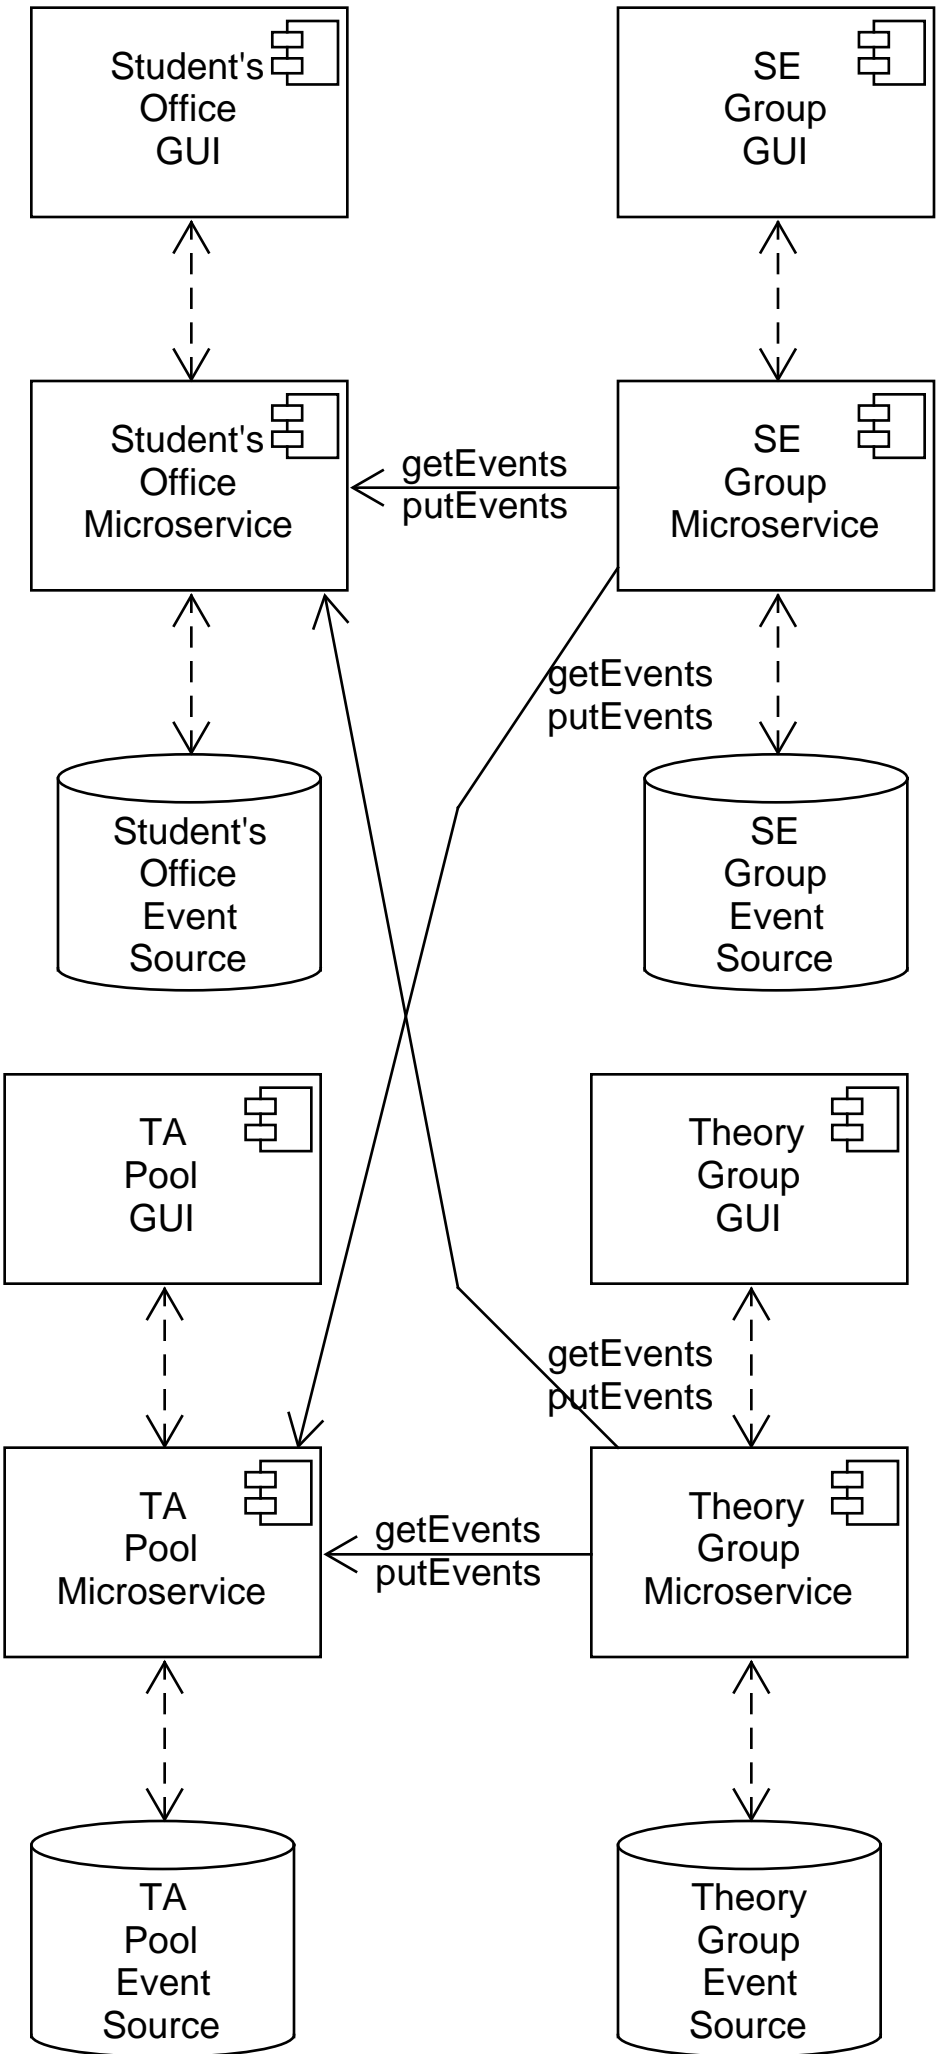 Student's
Office
GUI
SE
Group
GUI
Student's
Office
Microservice
getEvents
putEvents
SE
Group
Microservice
getEvents
putEvents
Student's
Office
Event
Source
SE
Group
Event
Source
TA
Pool
GUI
Theory
Group
GUI
getEvents
putEvents
TA
Pool
Microservice
getEvents
putEvents
Theory
Group
Microservice
TA
Pool
Event
Source
Theory
Group
Event
Source